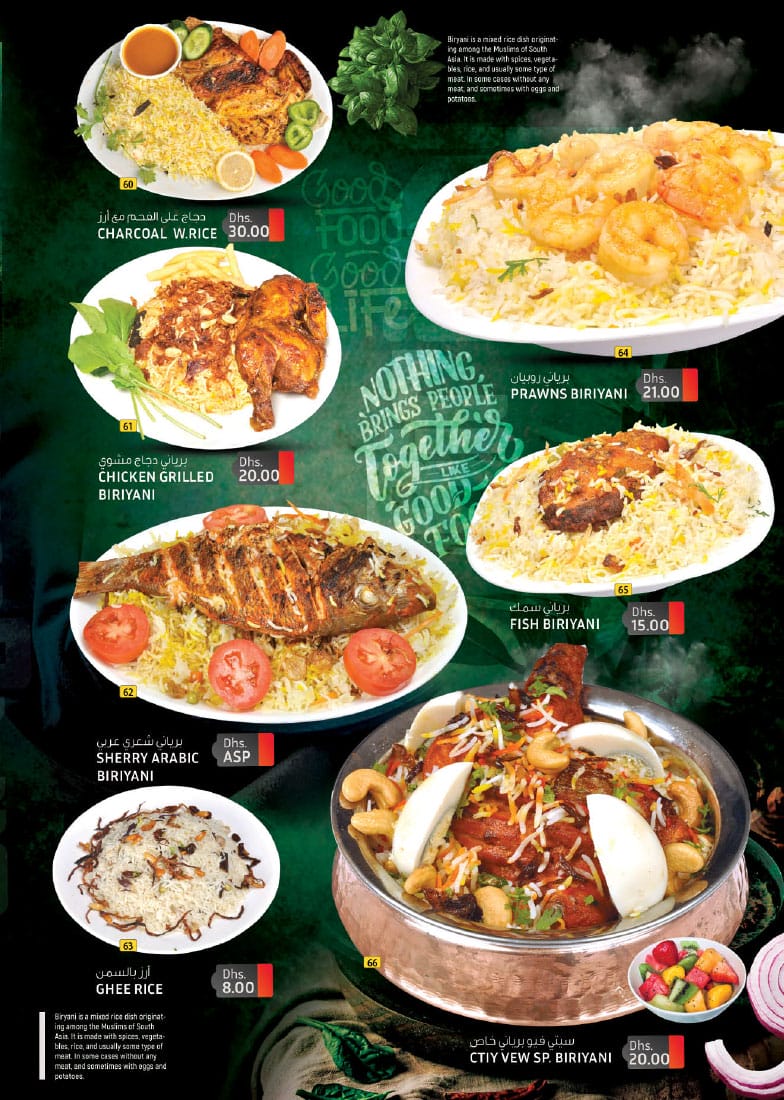 Biryani is a mixed rice dish originat-
ing among the Muslims of South
Asia. It is made with spices, vegeta-
bles, rice, and usually some type of
meat. In some cases without any
meat, and sometimes with eggs and
potatoes.
60
دجاج على الفحم مع أرز
CHARCOAL W.RICE
Dhs.
30.00
GOOD
FOOD
GOOD
LIFE
64
برياني روبيان
PRAWNS BIRIYANI
Dhs.
21.00
61
برياني دجاج مشوي
CHICKEN GRILLED
BIRIYANI
Dhs.
20.00
NOTHING
BRINGS PEOPLE
Together
LIKE
GOOD
65
برياني سمك
FISH BIRIYANI
Dhs.
15.00
62
برياني شعري عربي
SHERRY ARABIC
BIRIYANI
Dhs.
ASP
63
أرز بالسمن
GHEE RICE
Dhs.
8.00
66
سيتي فيو برياني خاص
CTIY VEW SP. BIRIYANI
Dhs.
20.00
Biryani is a mixed rice dish originat-
ing among the Muslims of South
Asia. It is made with spices, vegeta-
bles, rice, and usually some type of
meat. In some cases without any
meat, and sometimes with eggs and
potatoes.